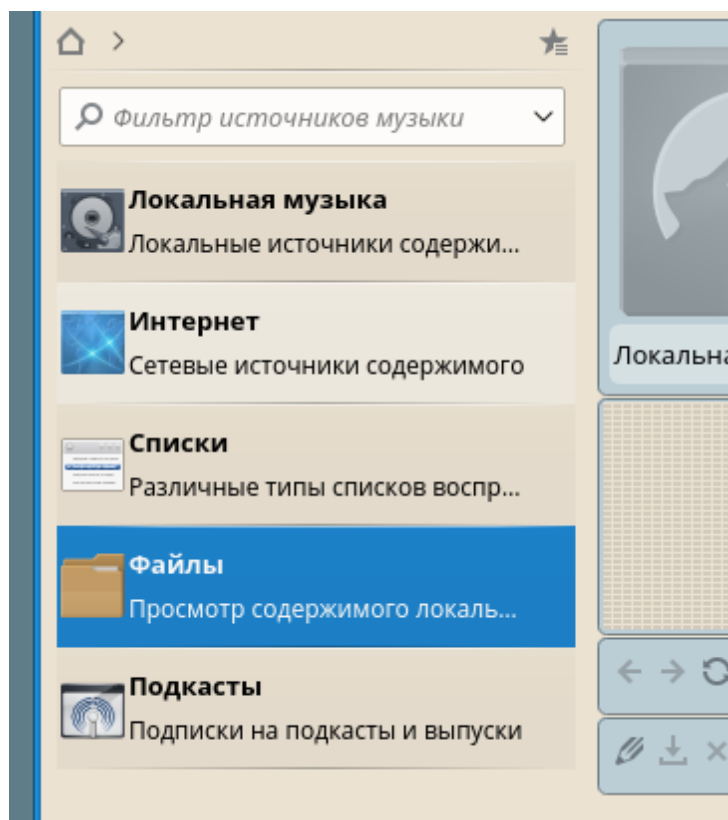 Фильтр источников музыки
Локальная музыка
Локальные источники содержи...
Интернет
Сетевые источники содержимого
Локальна
Списки
Различные типы списков воспр...
Файлы
Просмотр содержимого локаль...
Подкасты
Подписки на подкасты и выпуски